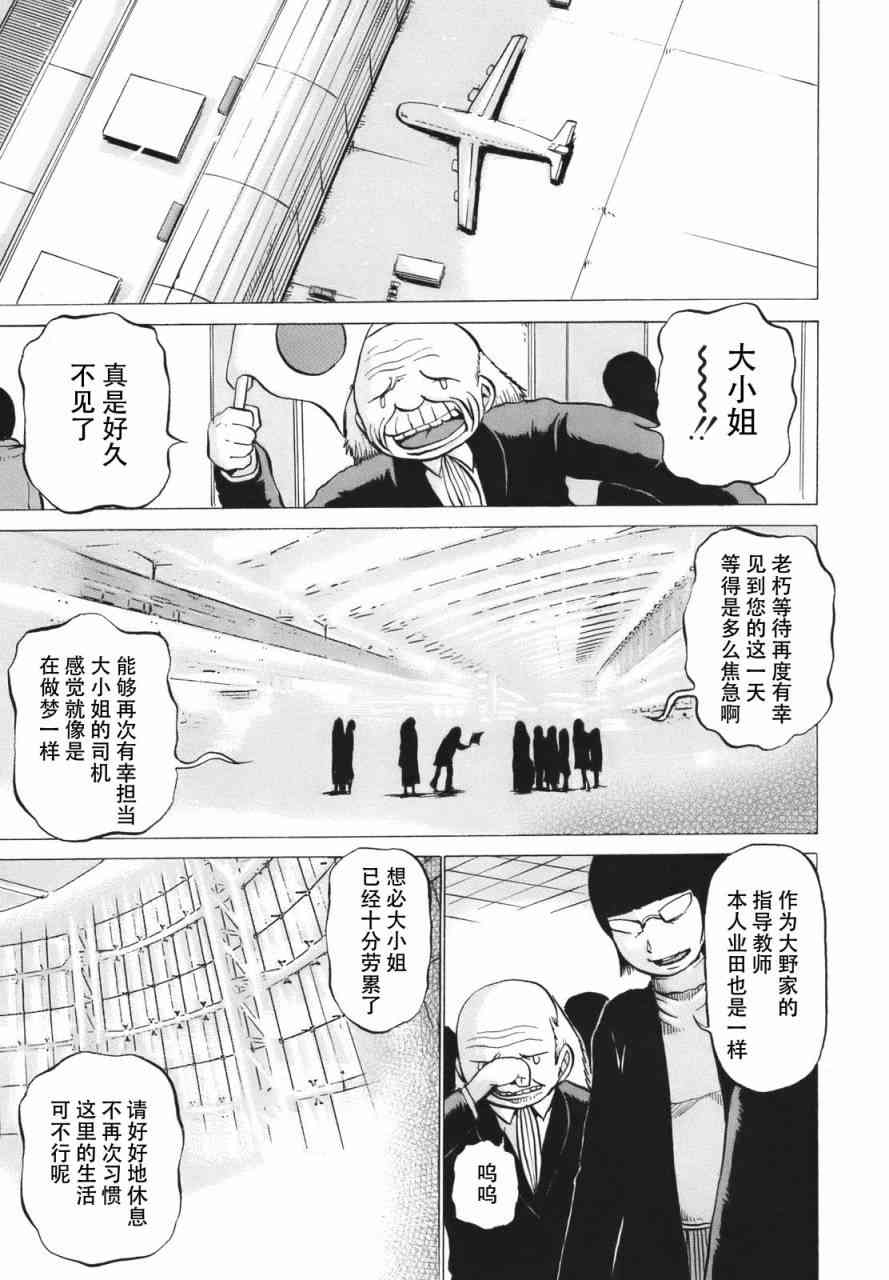 大小姐
!!
真是好久
不见了
老朽等待再度有幸
见到您的这一天
等得是多么焦急啊
能够再次有幸担当
大小姐的司机
感觉就像是
在做梦一样
作为大野家的
指导教师
本人业田也是一样
呜呜
想必大小姐
已经十分劳累了
请好好地休息
不再次习惯
这里的生活
可不行呢